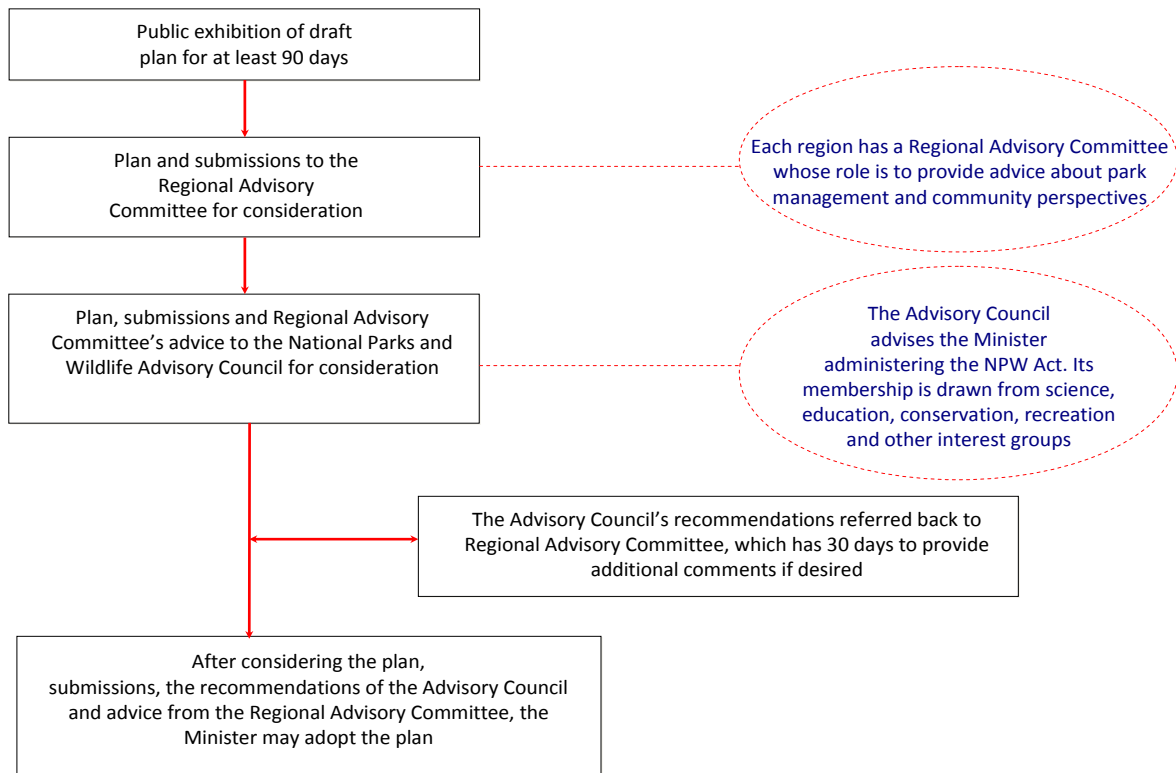 Public exhibition of draft
plan for at least 90 days
Plan and submissions to the
Regional Advisory
Committee for consideration
Each region has a Regional Advisory Committee
whose role is to provide advice about park
management and community perspectives
Plan, submissions and Regional Advisory
Committee’s advice to the National Parks and
Wildlife Advisory Council for consideration
The Advisory Council
advises the Minister
administering the NPW Act. Its
membership is drawn from science,
education, conservation, recreation
and other interest groups
The Advisory Council’s recommendations referred back to
Regional Advisory Committee, which has 30 days to provide
additional comments if desired
After considering the plan,
submissions, the recommendations of the Advisory Council
and advice from the Regional Advisory Committee, the
Minister may adopt the plan